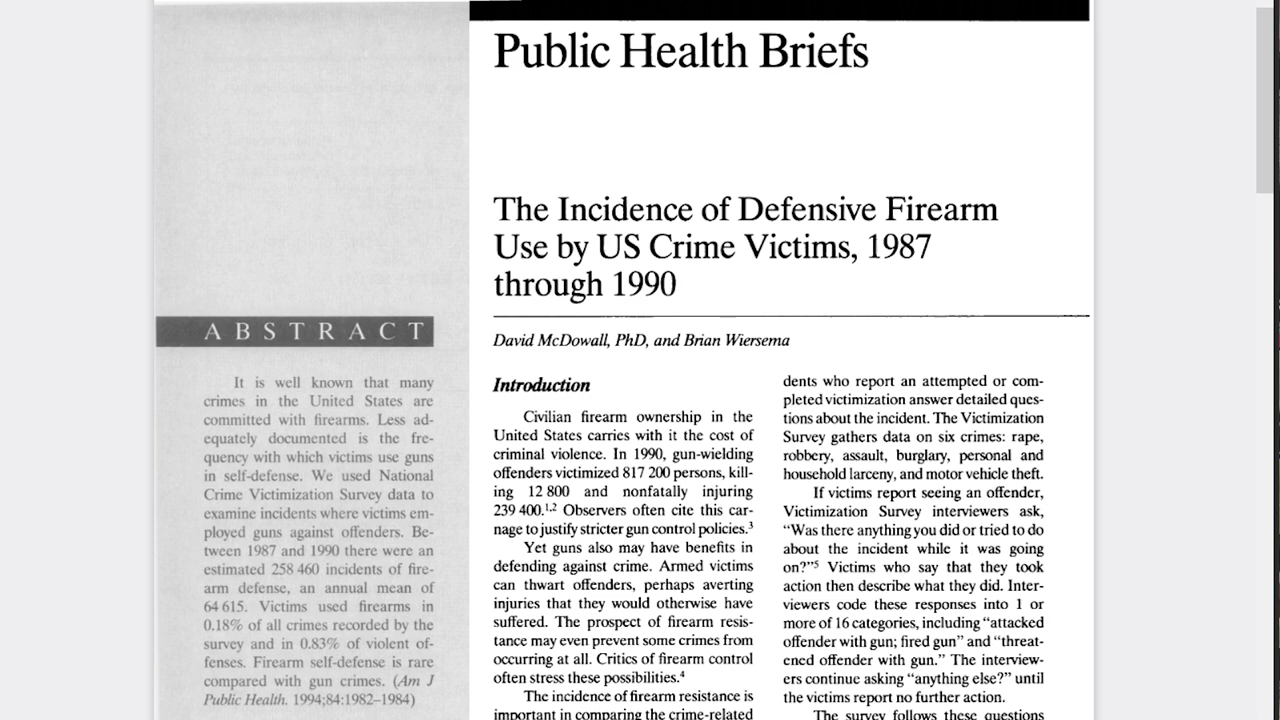 Public Health Briefs
The Incidence of Defensive Firearm
Use by US Crime Victims, 1987
through 1990
David McDowall, PhD, and Brian Wiersema
A B S T R A C T
It is well known that many
crimes in the United States are
committed with firearms. Less ad-
equately documented is the fre-
quency with which victims use guns
in self-defense. We used National
Crime Victimization Survey data to
examine incidents where victims em-
ployed guns against offenders. Be-
tween 1987 and 1990 there were an
estimated 258 460 incidents of fire-
arm defense, an annual mean of
64 615. Victims used firearms in
0.18% of all crimes recorded by the
survey and in 0.83% of violent of-
fenses. Firearm self-defense is rare
compared with gun crimes. (Am J
Public Health. 1994;84:1982–1984)
Introduction
Civilian firearm ownership in the
United States carries with it the cost of
criminal violence. In 1990, gun-wielding
offenders victimized 817 200 persons, kill-
ing 12 800 and nonfatally injuring
239 400.1,2 Observers often cite this car-
nage to justify stricter gun control policies.3
Yet guns also may have benefits in
defending against crime. Armed victims
can thwart offenders, perhaps averting
injuries that they would otherwise have
suffered. The prospect of firearm resis-
tance may even prevent some crimes from
occurring at all. Critics of firearm control
often stress these possibilities.4
The incidence of firearm resistance is
important in comparing the crime-related
dents who report an attempted or com-
pleted victimization answer detailed ques-
tions about the incident. The Victimization
Survey gathers data on six crimes: rape,
robbery, assault, burglary, personal and
household larceny, and motor vehicle theft.
If victims report seeing an offender,
Victimization Survey interviewers ask,
“Was there anything you did or tried to do
about the incident while it was going
on?”5 Victims who say that they took
action then describe what they did. Inter-
viewers code these responses into 1 or
more of 16 categories, including “attacked
offender with gun; fired gun” and “threat-
ened offender with gun.” The interview-
ers continue asking “anything else?” until
the victims report no further action.
The survey follows these questions